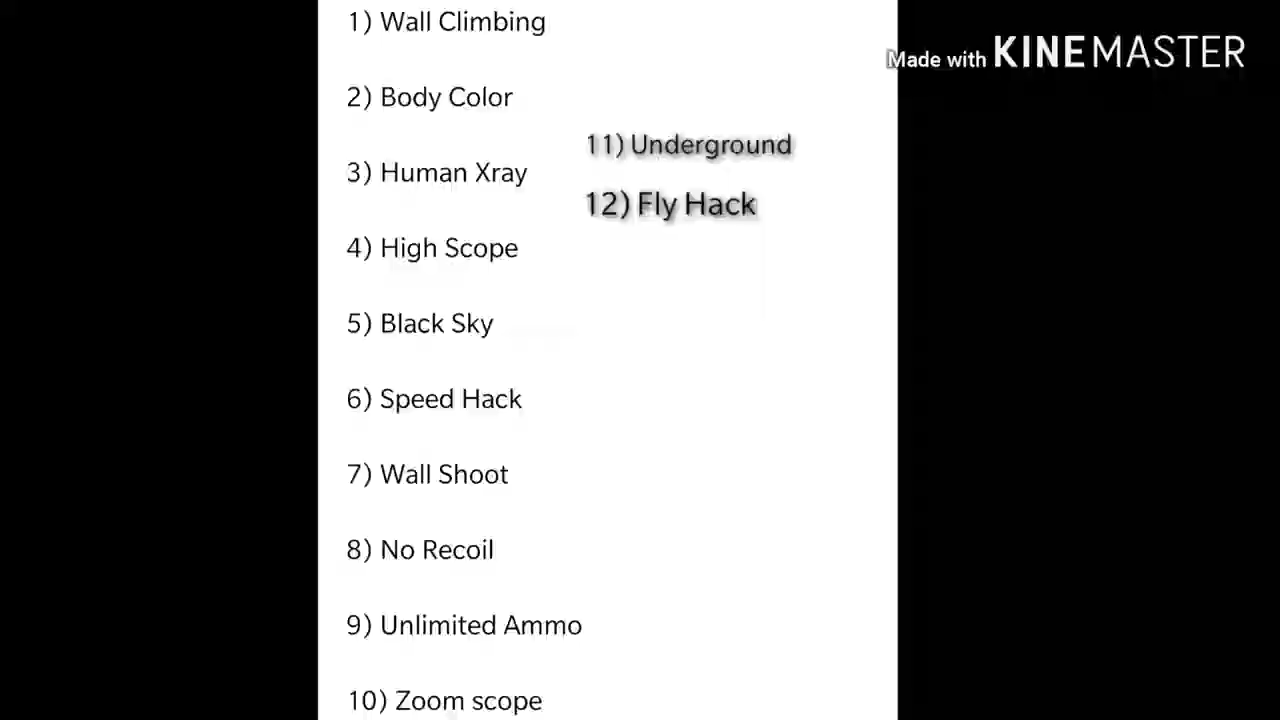 1) Wall Climbing
Made with KINEMASTER
2) Body Color
11) Underground
3) Human Xray
12) Fly Hack
4) High Scope
5) Black Sky
6) Speed Hack
7) Wall Shoot
8) No Recoil
9) Unlimited Ammo
10) Zoom scope